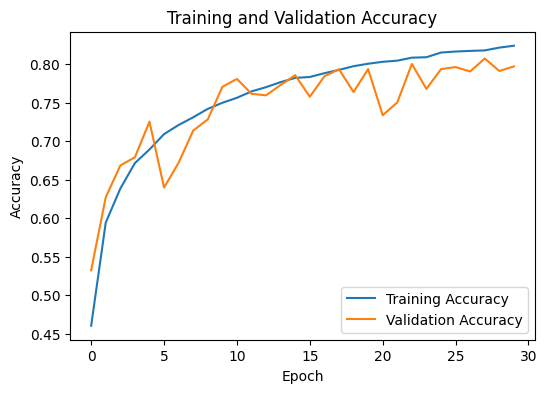 Training and Validation Accuracy
Accuracy
0.80
0.75
0.70
0.65
0.60
0.55
0.50
0.45
Training Accuracy
Validation Accuracy
0 5 10 15 20 25 30
Epoch